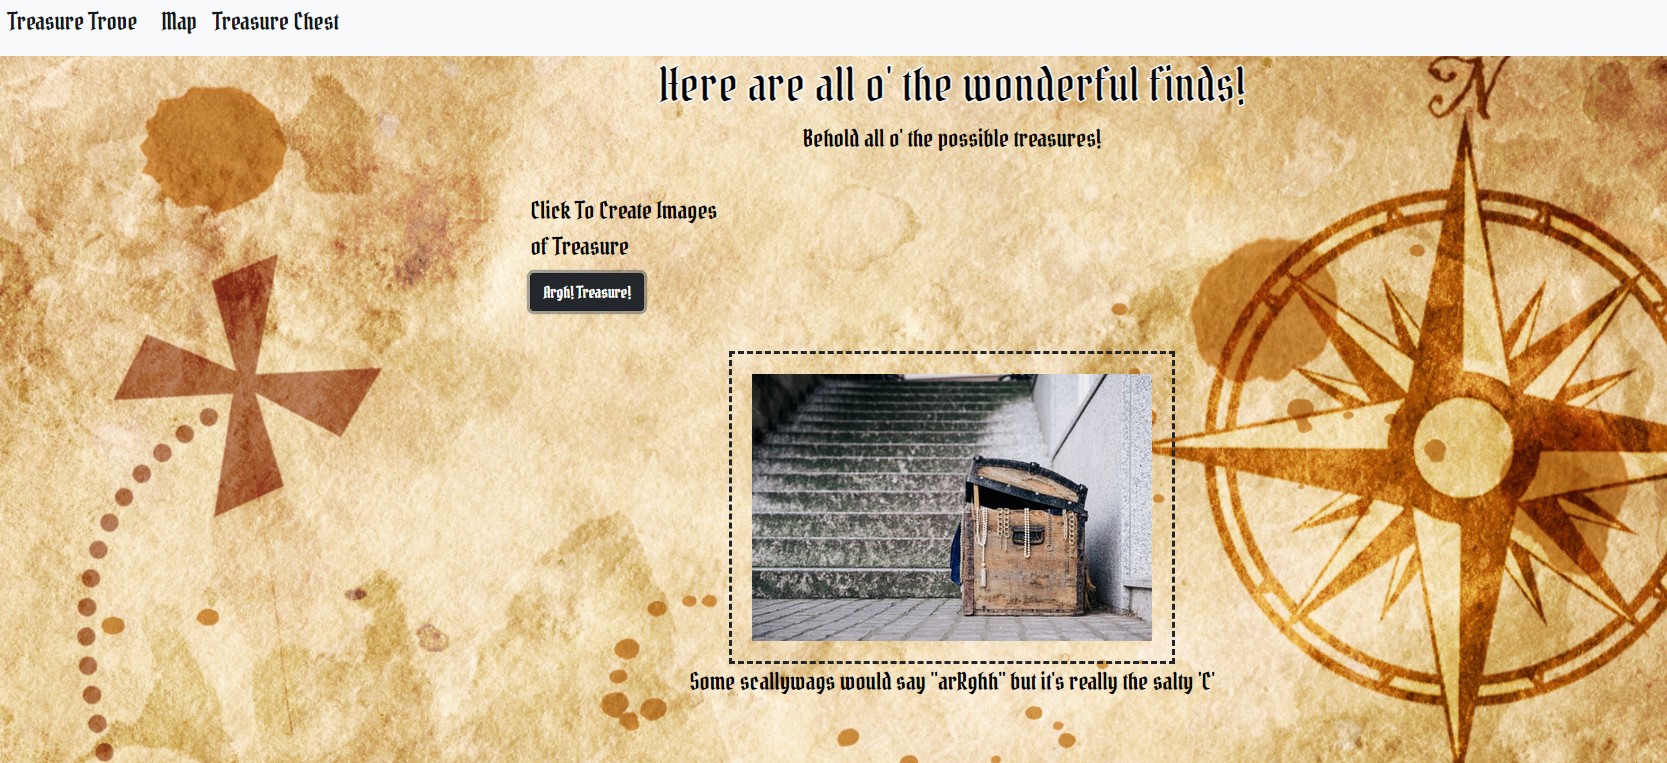 Treasure Trove Map Treasure Chest
Here are all o' the wonderful finds!
Behold all o' the possible treasures!
Click To Create Images
of Treasure
Argh! Treasure!
N
Some scallywags would say "arRghh" but it's really the salty 'C'